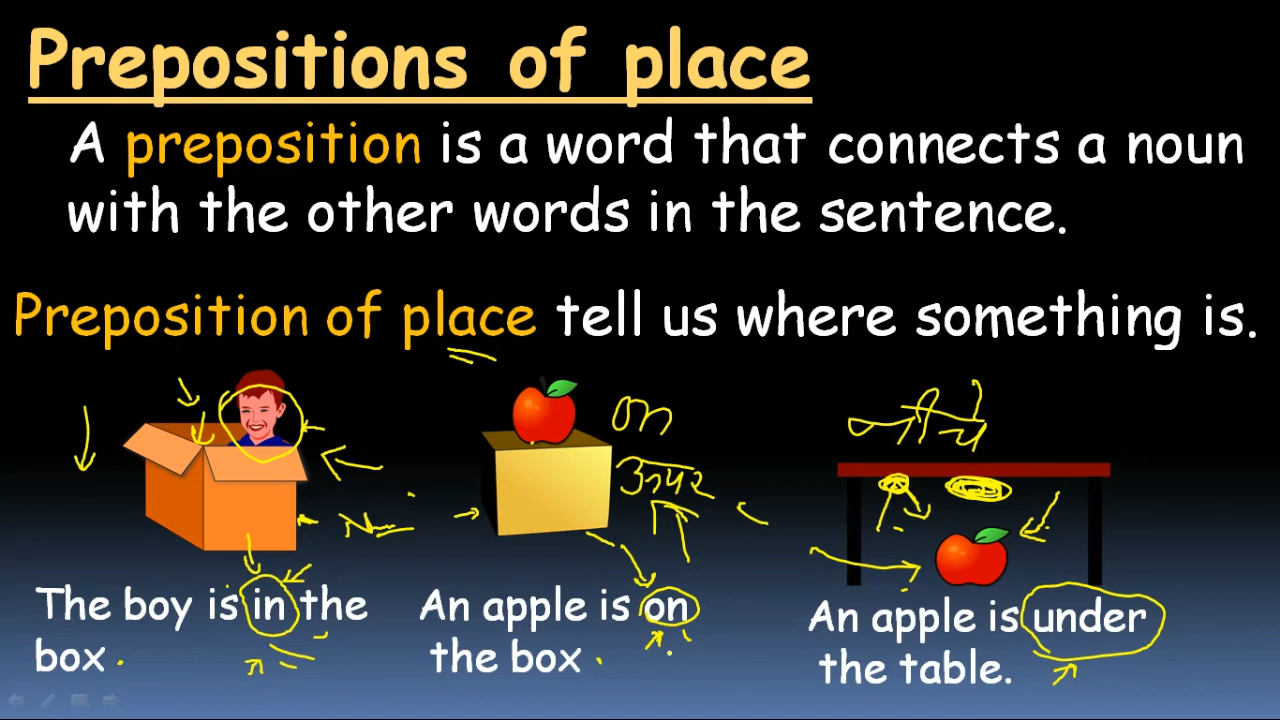 Prepositions of place
A preposition is a word that connects a noun
with the other words in the sentence.
Preposition of place tell us where something is.
on
The boy is in the
box
An apple is on
the box
An apple is under
the table.